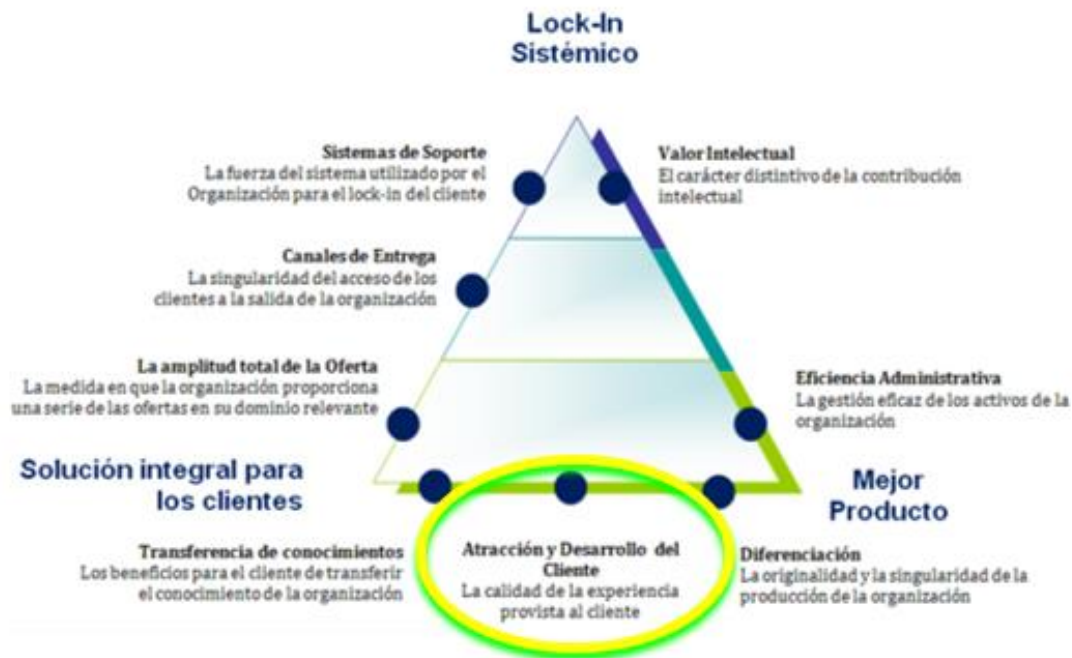 Lock-In
Sistémico
Sistemas de Soporte
La fuerza del sistema utilizado por el
Organización para el lock-in del cliente
Valor Intelectual
El carácter distintivo de la contribución
intelectual
Canales de Entrega
La singularidad del acceso de los
clientes a la salida de la organización
La amplitud total de la Oferta
La medida en que la organización proporciona
una serie de las ofertas en su dominio relevante
Eficiencia Administrativa
La gestión eficaz de los activos de la
organización
Solución integral para
los clientes
Mejor
Producto
Transferencia de conocimientos
Los beneficios para el cliente de transferir
el conocimiento de la organización
Atracción y Desarrollo del
Cliente
La calidad de la experiencia
provista al cliente
Diferenciación
La originalidad y la singularidad de la
producción de la organización